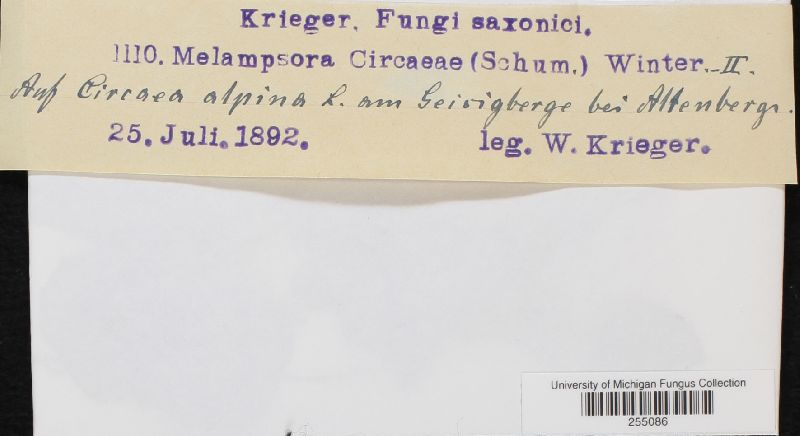 Krieger, Fungi saxonici.
1110. Melampsora Circaeae (Schum.) Winter.-II.
Auf Circaea alpina L. am Geisigberge bei Altenberg.
25. Juli. 1892. leg. W. Krieger.
University of Michigan Fungus Collection
255086